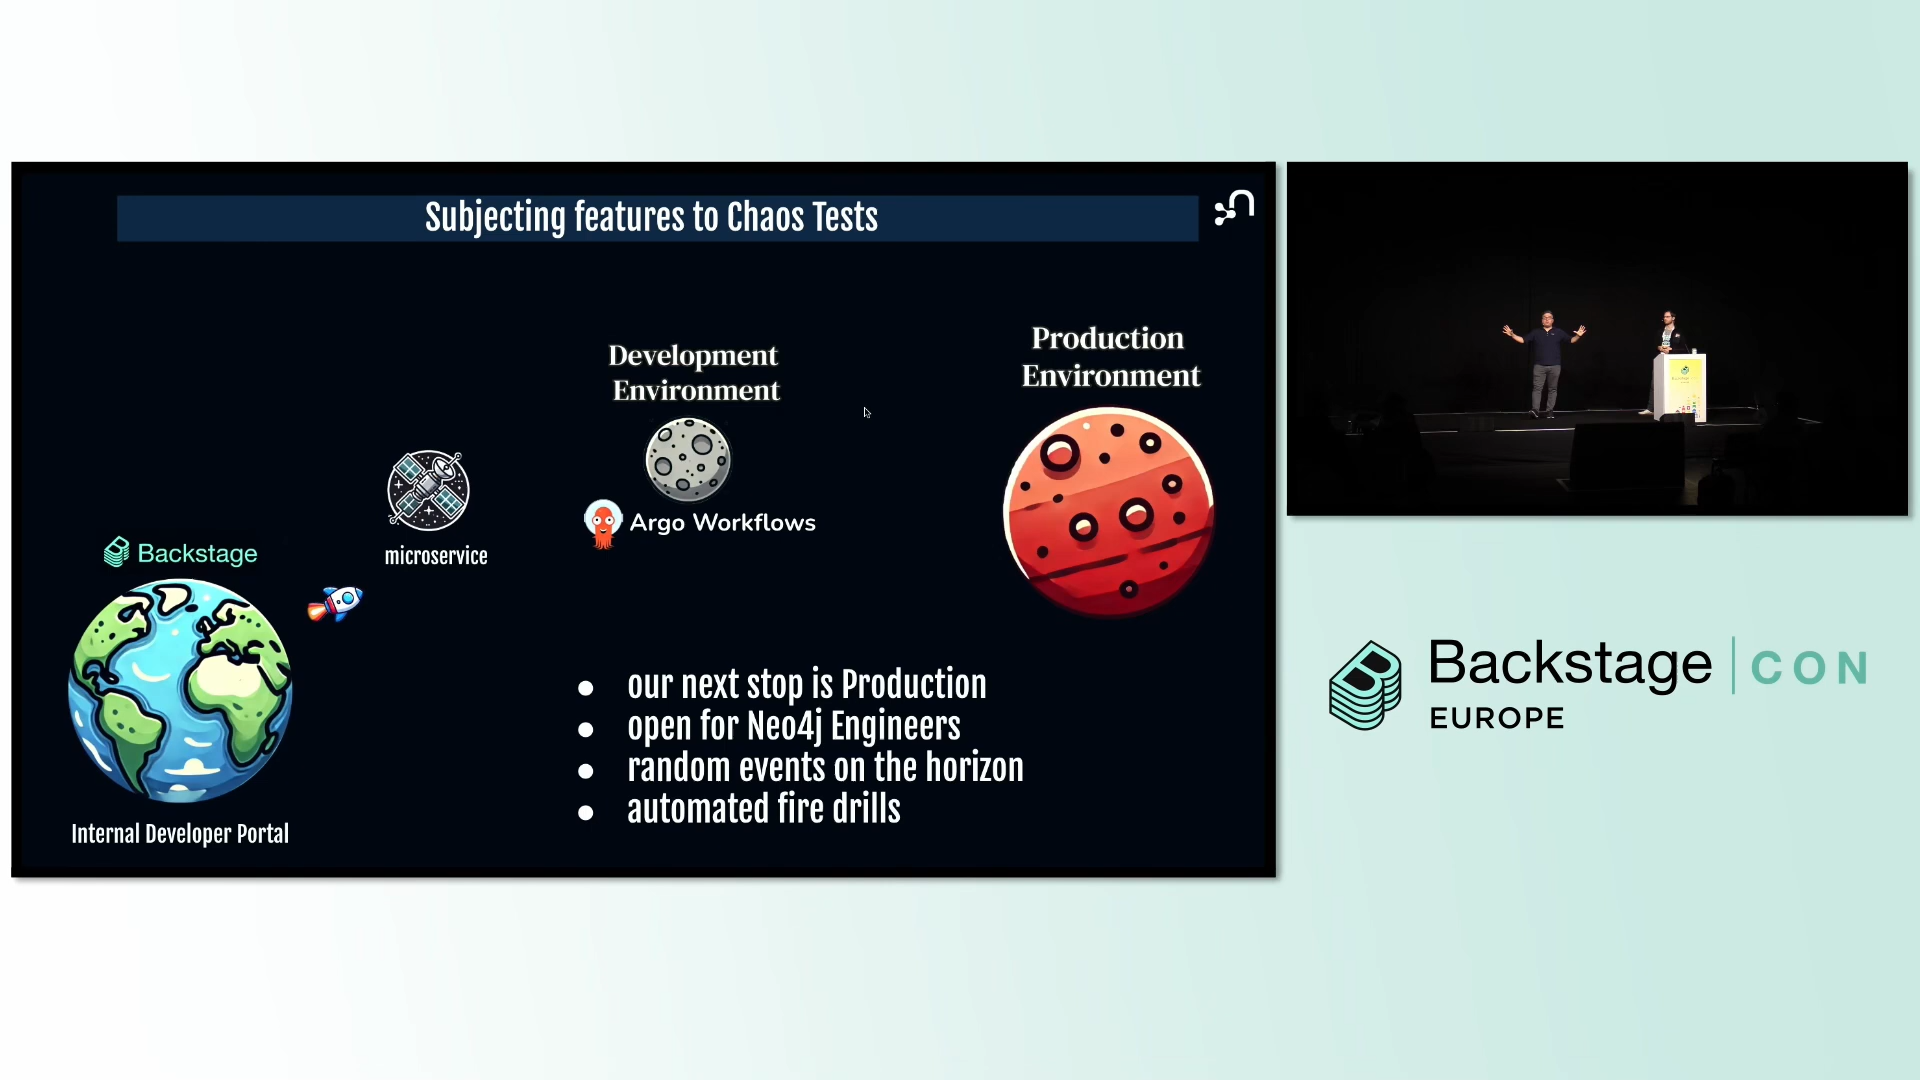 Subjecting features to Chaos Tests
Development
Environment
Production
Environment
Argo Workflows
microservice
Backstage
Internal Developer Portal
● our next stop is Production
● open for Neo4j Engineers
● random events on the horizon
● automated fire drills
Backstage | CON
EUROPE